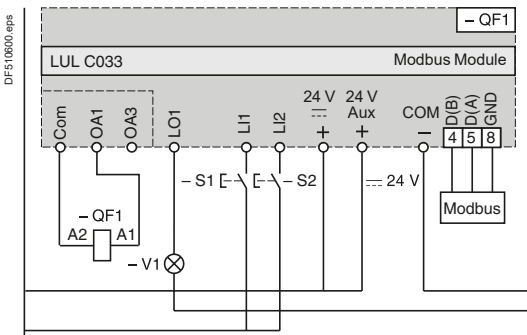 DF510600.eps
– QF1
LUL C033 Modbus Module
24 V 24 V
Aux
Com OA1 OA3 LO1 LI1 LI2 + + COM – D(B) D(A) GND
4 5 8
– S1 – S2 24 V
Modbus
– QF1
A2 A1
– V1